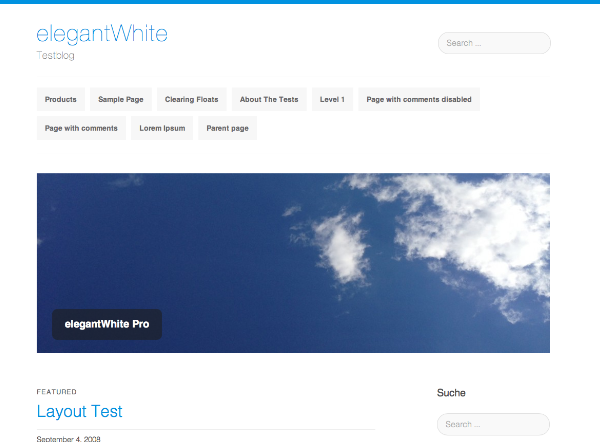 elegantWhite
Testblog
Search ...
Products
Sample Page
Clearing Floats
About The Tests
Level 1
Page with comments disabled
Page with comments
Lorem Ipsum
Parent page
elegantWhite Pro
FEATURED
Layout Test
September 4, 2008
Suche
Search ...